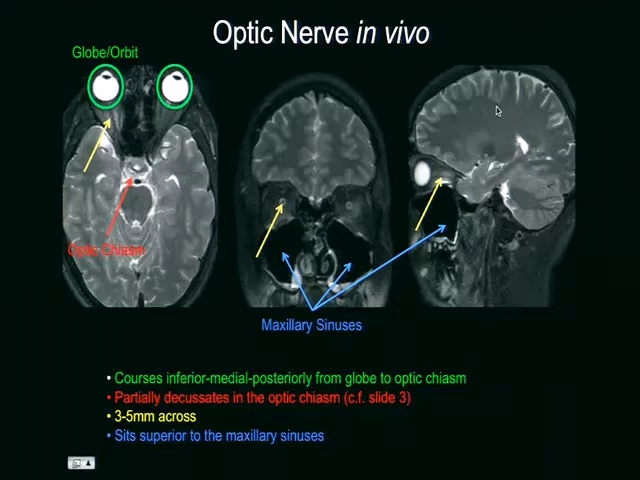 Optic Nerve in vivo
Globe/Orbit
Optic Chiasm
Maxillary Sinuses
• Courses inferior-medial-posteriorly from globe to optic chiasm
• Partially decussates in the optic chiasm (c.f. slide 3)
• 3-5mm across
• Sits superior to the maxillary sinuses